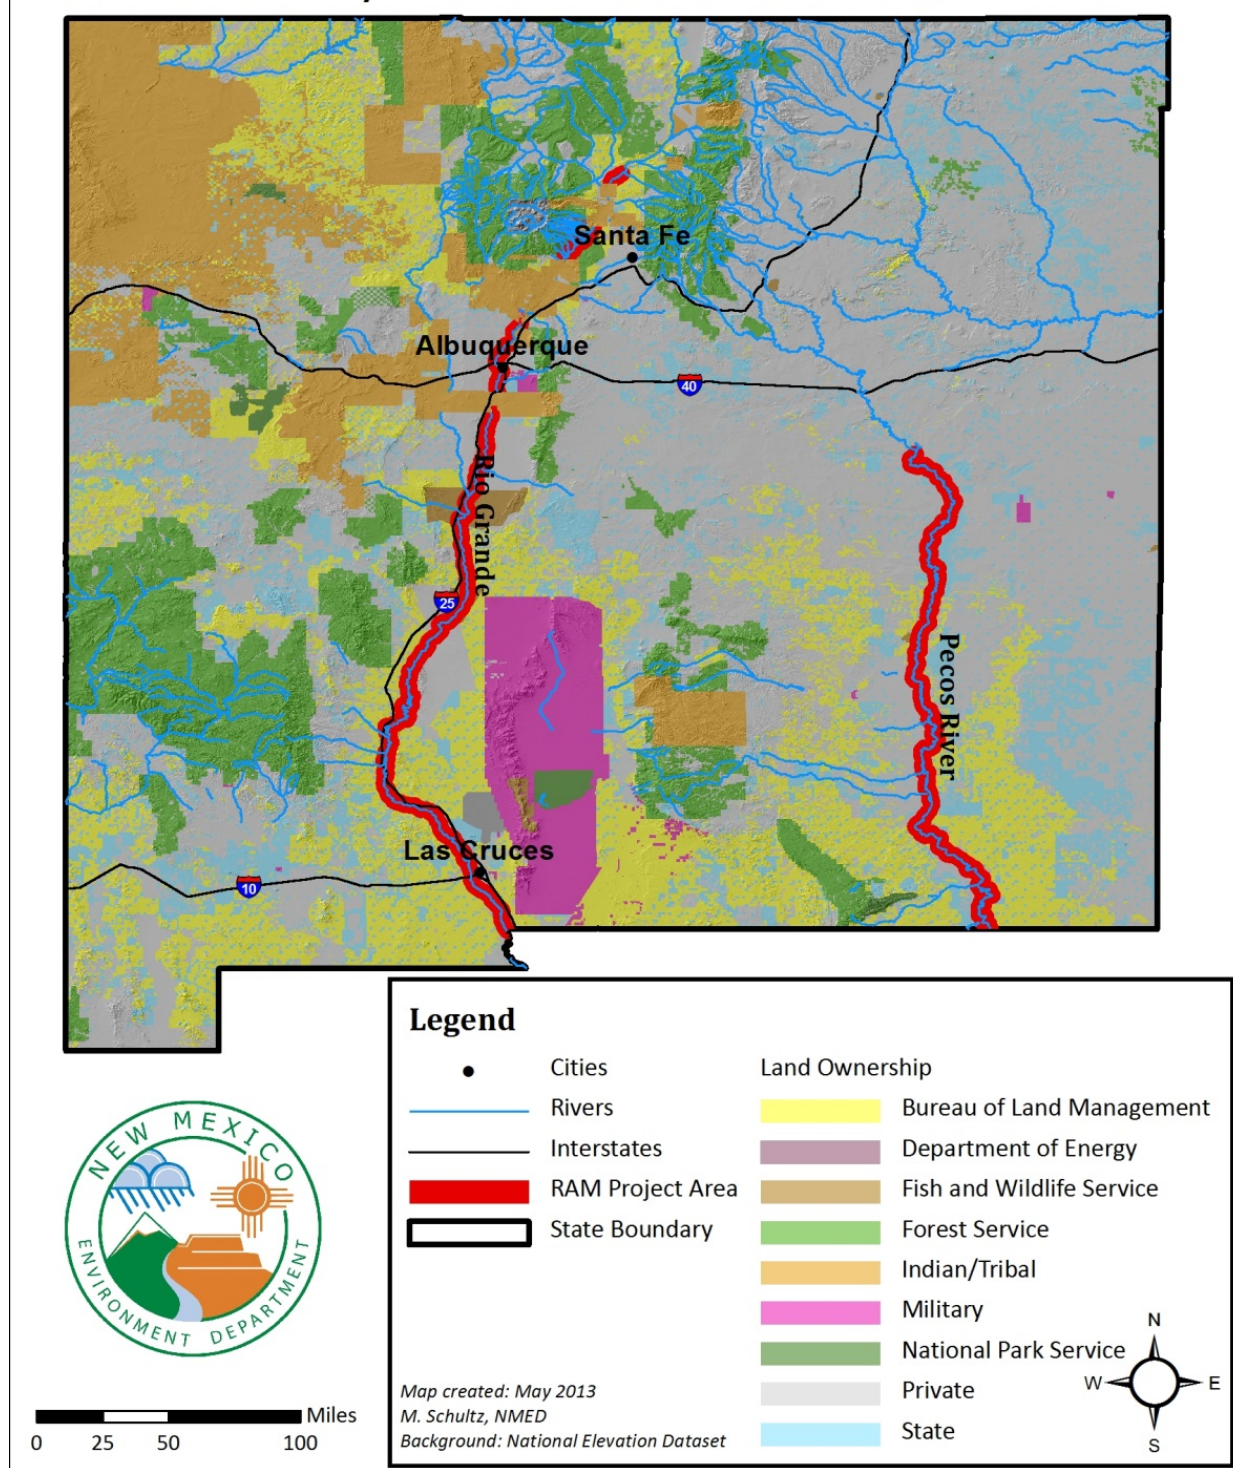 Santa Fe
Albuquerque
40
Rio Grande
25
Pecos River
Las Cruces
10
Legend
Cities
Rivers
Interstates
RAM Project Area
State Boundary
Land Ownership
Bureau of Land Management
Department of Energy
Fish and Wildlife Service
Forest Service
Indian/Tribal
Military
National Park Service
Private
State
Map created: May 2013
M. Schultz, NMED
Background: National Elevation Dataset
N
W E
S
NEW MEXICO
ENVIRONMENT DEPARTMENT
Miles
0 25 50 100